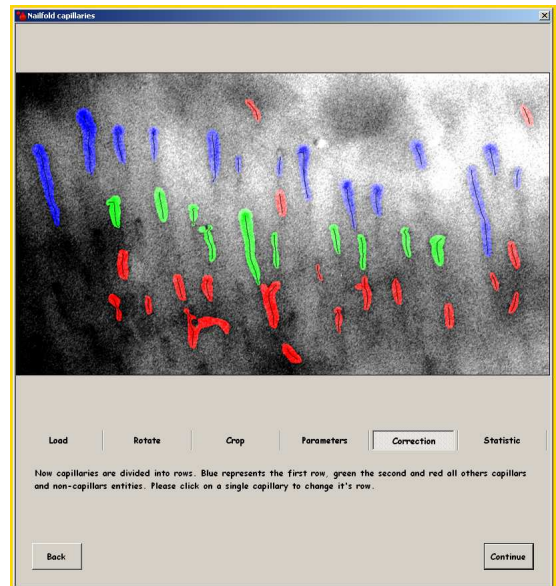 Nailfold capillaries
Load Rotate Crop Parameters Correction Statistic
Now capillaries are divided into rows. Blue represents the first row, green the second and red all others capillars
and non-capillars entities. Please click on a single capillary to change it's row.
Back Continue